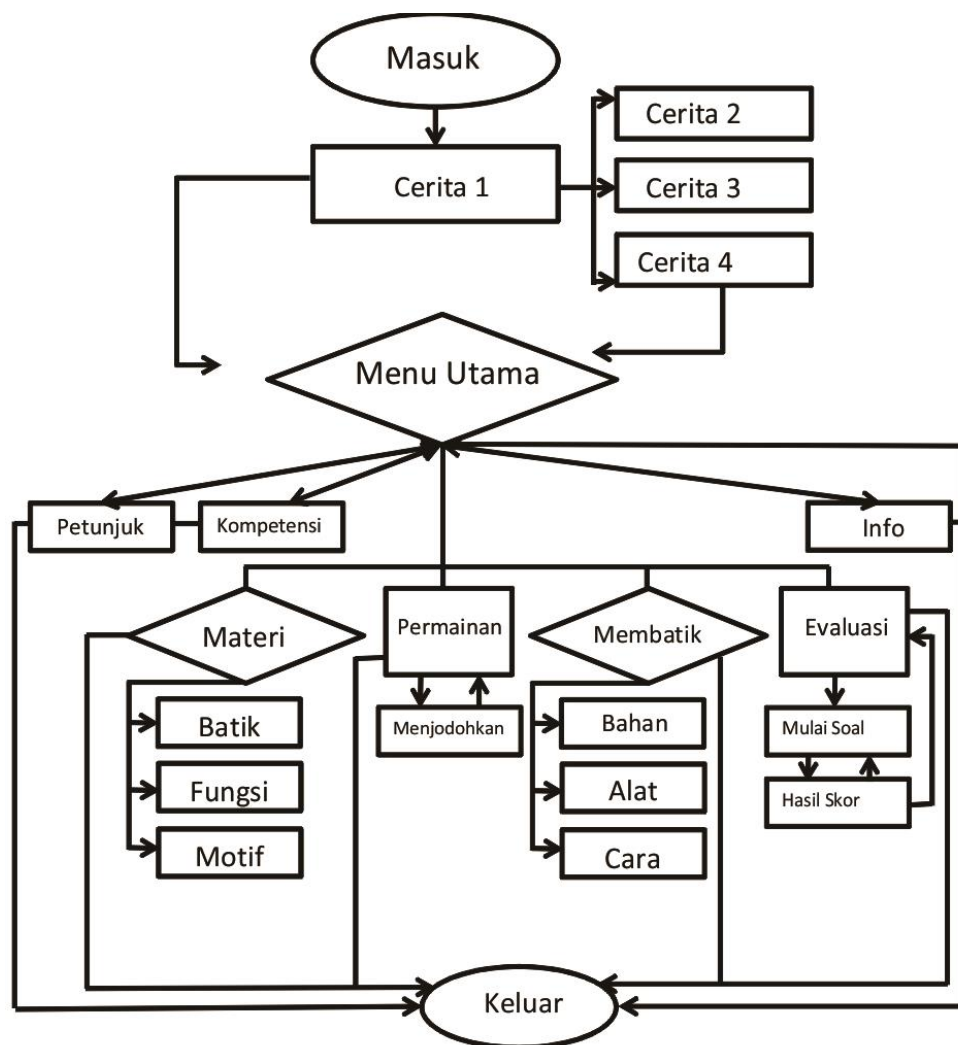 Masuk
Cerita 1
Cerita 2
Cerita 3
Cerita 4
Menu Utama
Petunjuk
Kompetensi
Info
Materi
Permainan
Membatik
Evaluasi
Batik
Fungsi
Motif
Menjodohkan
Bahan
Alat
Cara
Mulai Soal
Hasil Skor
Keluar